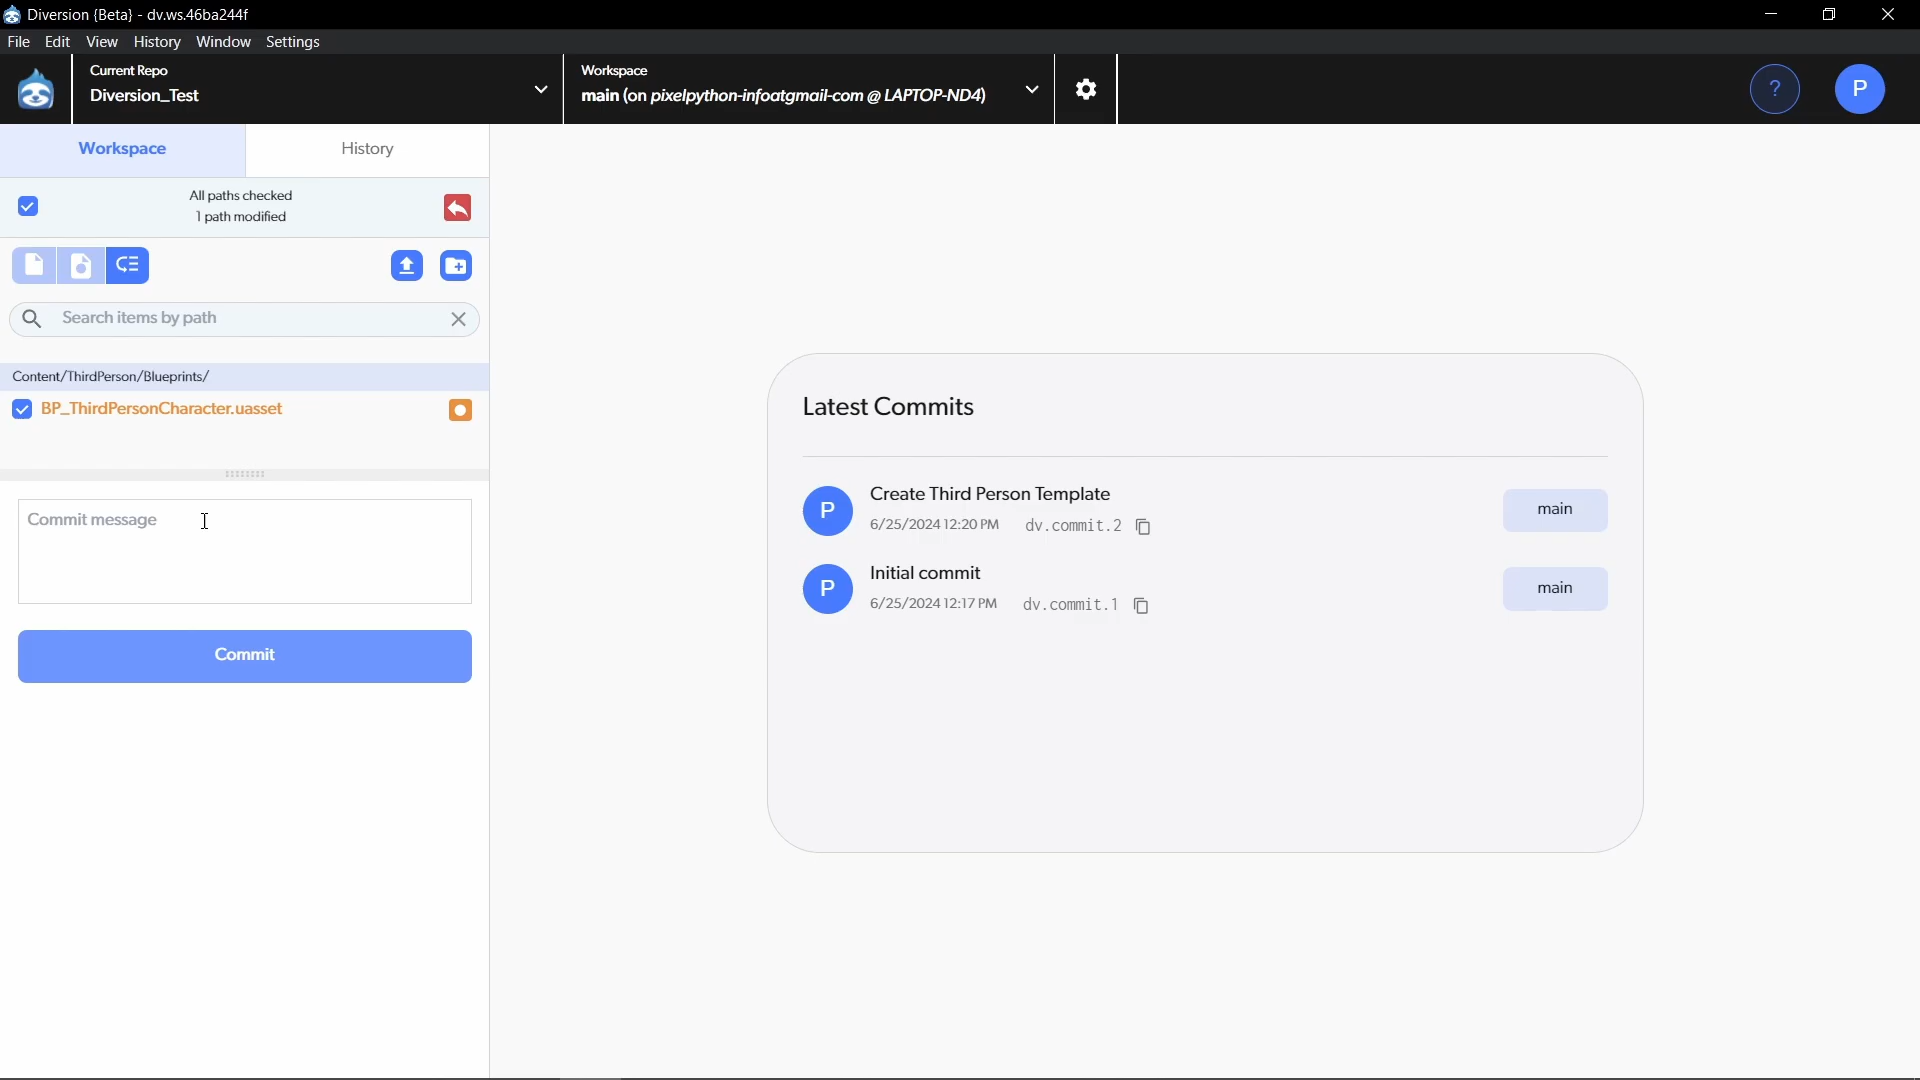 Diversion {Beta} - dv.ws.46ba244f
File Edit View History Window Settings
Current Repo
Diversion_Test
Workspace
main (on pixelpython-infoatgmail-com @ LAPTOP-ND4)
?
P
Workspace
History
All paths checked
1 path modified
Search items by path
Content/ThirdPerson/Blueprints/
BP_ThirdPersonCharacter.uasset
Commit message
Commit
Latest Commits
P
Create Third Person Template
6/25/2024 12:20 PM dv.commit.2
main
P
Initial commit
6/25/2024 12:17 PM dv.commit.1
main